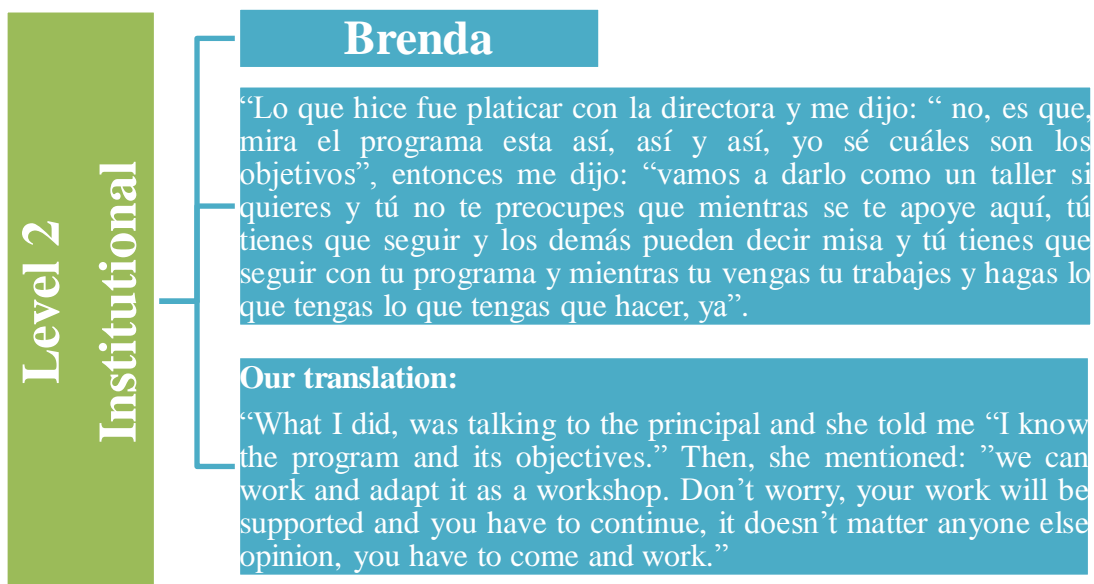 Level 2
Institutional
Brenda
“Lo que hice fue platicar con la directora y me dijo: “ no, es que,
mira el programa esta así, así y así, yo sé cuáles son los
objetivos”, entonces me dijo: “vamos a darlo como un taller si
quieres y tú no te preocupes que mientras se te apoye aquí, tú
tienes que seguir y los demás pueden decir misa y tú tienes que
seguir con tu programa y mientras tu vengas tu trabajes y hagas lo
que tengas lo que tengas que hacer, ya”.
Our translation:
“What I did, was talking to the principal and she told me “I know
the program and its objectives.” Then, she mentioned: ”we can
work and adapt it as a workshop. Don’t worry, your work will be
supported and you have to continue, it doesn’t matter anyone else
opinion, you have to come and work.”